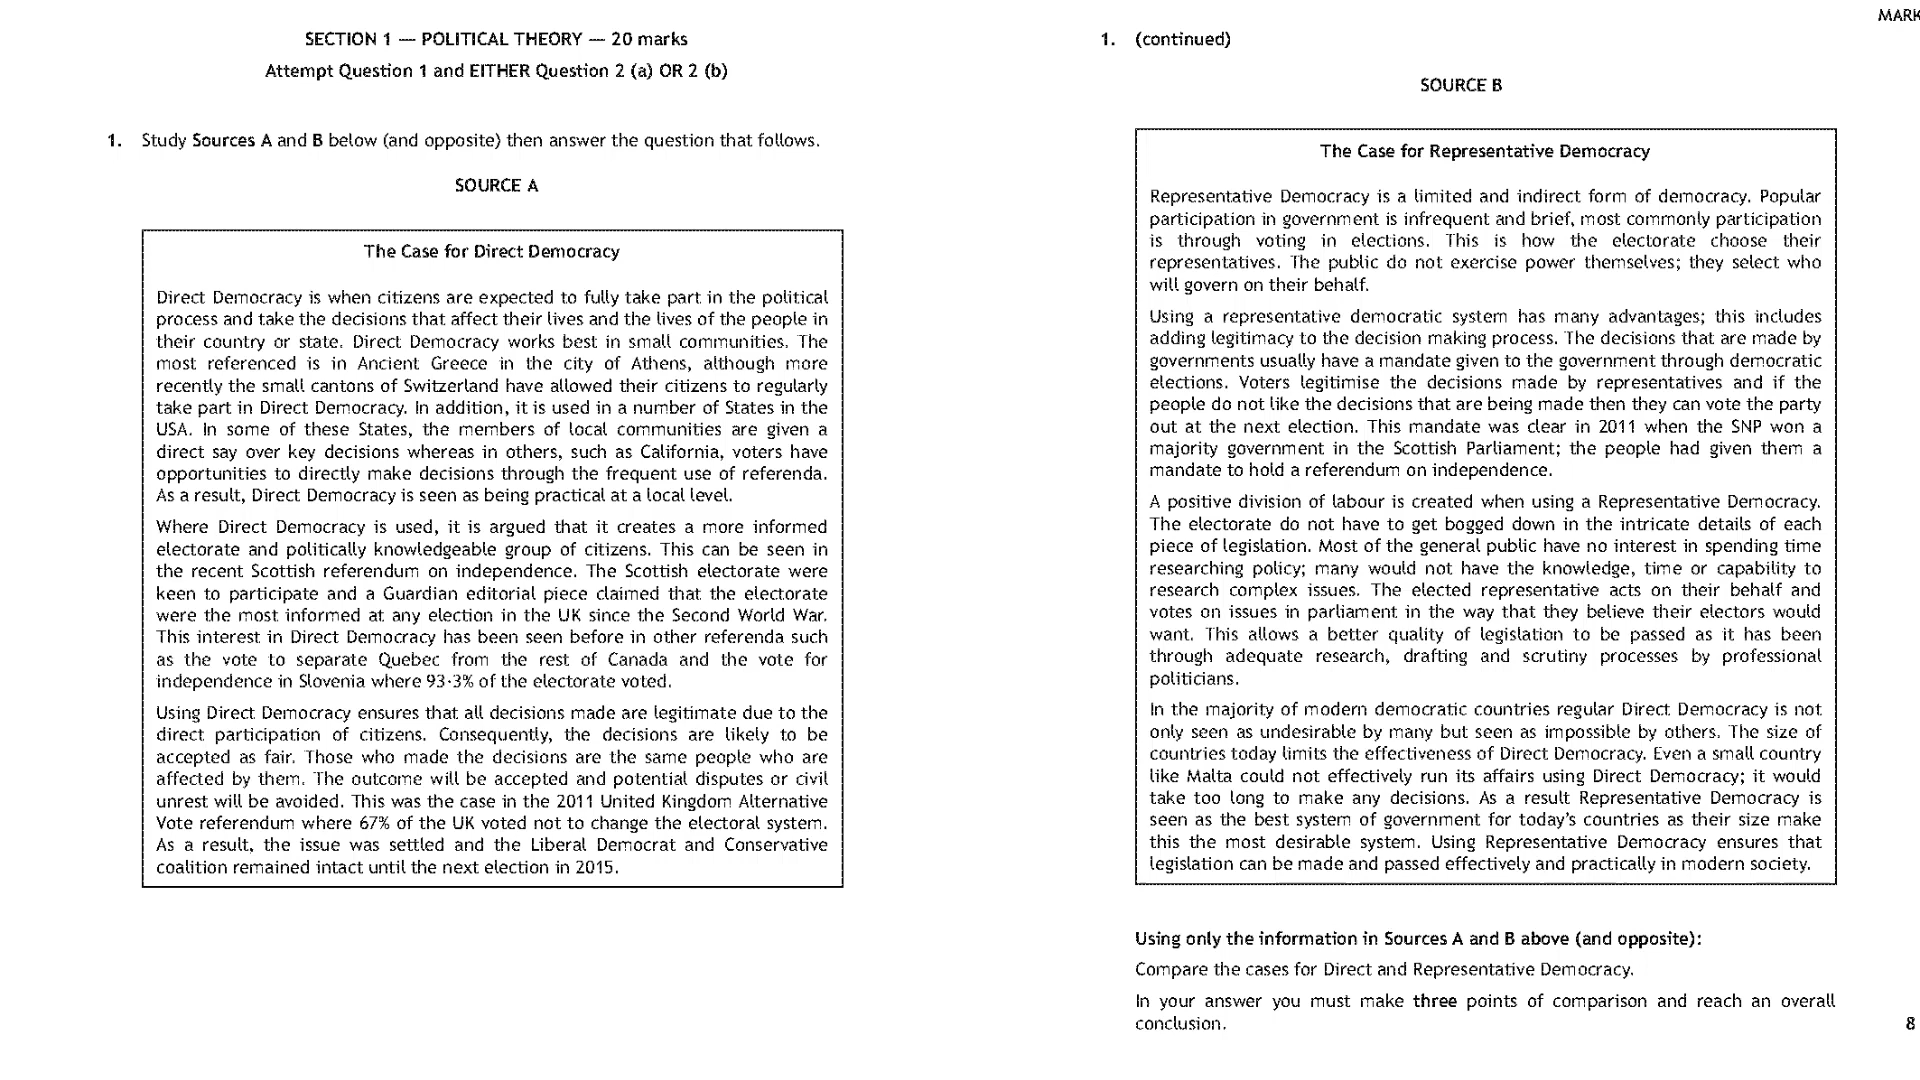 SECTION 1 — POLITICAL THEORY — 20 marks
Attempt Question 1 and EITHER Question 2 (a) OR 2 (b)
1. Study Sources A and B below (and opposite) then answer the question that follows.
SOURCE A
The Case for Direct Democracy
Direct Democracy is when citizens are expected to fully take part in the political
process and take the decisions that affect their lives and the lives of the people in
their country or state. Direct Democracy works best in small communities. The
most referenced is in Ancient Greece in the city of Athens, although more
recently the small cantons of Switzerland have allowed their citizens to regularly
take part in Direct Democracy. In addition, it is used in a number of States in the
USA. In some of these States, the members of local communities are given a
direct say over key decisions whereas in others, such as California, voters have
opportunities to directly make decisions through the frequent use of referenda.
As a result, Direct Democracy is seen as being practical at a local level.
Where Direct Democracy is used, it is argued that it creates a more informed
electorate and politically knowledgeable group of citizens. This can be seen in
the recent Scottish referendum on independence. The Scottish electorate were
keen to participate and a Guardian editorial piece claimed that the electorate
were the most informed at any election in the UK since the Second World War.
This interest in Direct Democracy has been seen before in other referenda such
as the vote to separate Quebec from the rest of Canada and the vote for
independence in Slovenia where 93·3% of the electorate voted.
Using Direct Democracy ensures that all decisions made are legitimate due to the
direct participation of citizens. Consequently, the decisions are likely to be
accepted as fair. Those who made the decisions are the same people who are
affected by them. The outcome will be accepted and potential disputes or civil
unrest will be avoided. This was the case in the 2011 United Kingdom Alternative
Vote referendum where 67% of the UK voted not to change the electoral system.
As a result, the issue was settled and the Liberal Democrat and Conservative
coalition remained intact until the next election in 2015.
MARK
1. (continued)
SOURCE B
The Case for Representative Democracy
Representative Democracy is a limited and indirect form of democracy. Popular
participation in government is infrequent and brief, most commonly participation
is through voting in elections. This is how the electorate choose their
representatives. The public do not exercise power themselves; they select who
will govern on their behalf.
Using a representative democratic system has many advantages; this includes
adding legitimacy to the decision making process. The decisions that are made by
governments usually have a mandate given to the government through democratic
elections. Voters legitimise the decisions made by representatives and if the
people do not like the decisions that are being made then they can vote the party
out at the next election. This mandate was clear in 2011 when the SNP won a
majority government in the Scottish Parliament; the people had given them a
mandate to hold a referendum on independence.
A positive division of labour is created when using a Representative Democracy.
The electorate do not have to get bogged down in the intricate details of each
piece of legislation. Most of the general public have no interest in spending time
researching policy; many would not have the knowledge, time or capability to
research complex issues. The elected representative acts on their behalf and
votes on issues in parliament in the way that they believe their electors would
want. This allows a better quality of legislation to be passed as it has been
through adequate research, drafting and scrutiny processes by professional
politicians.
In the majority of modern democratic countries regular Direct Democracy is not
only seen as undesirable by many but seen as impossible by others. The size of
countries today limits the effectiveness of Direct Democracy. Even a small country
like Malta could not effectively run its affairs using Direct Democracy; it would
take too long to make any decisions. As a result Representative Democracy is
seen as the best system of government for today's countries as their size make
this the most desirable system. Using Representative Democracy ensures that
legislation can be made and passed effectively and practically in modern society.
Using only the information in Sources A and B above (and opposite):
Compare the cases for Direct and Representative Democracy.
In your answer you must make three points of comparison and reach an overall
conclusion. 8